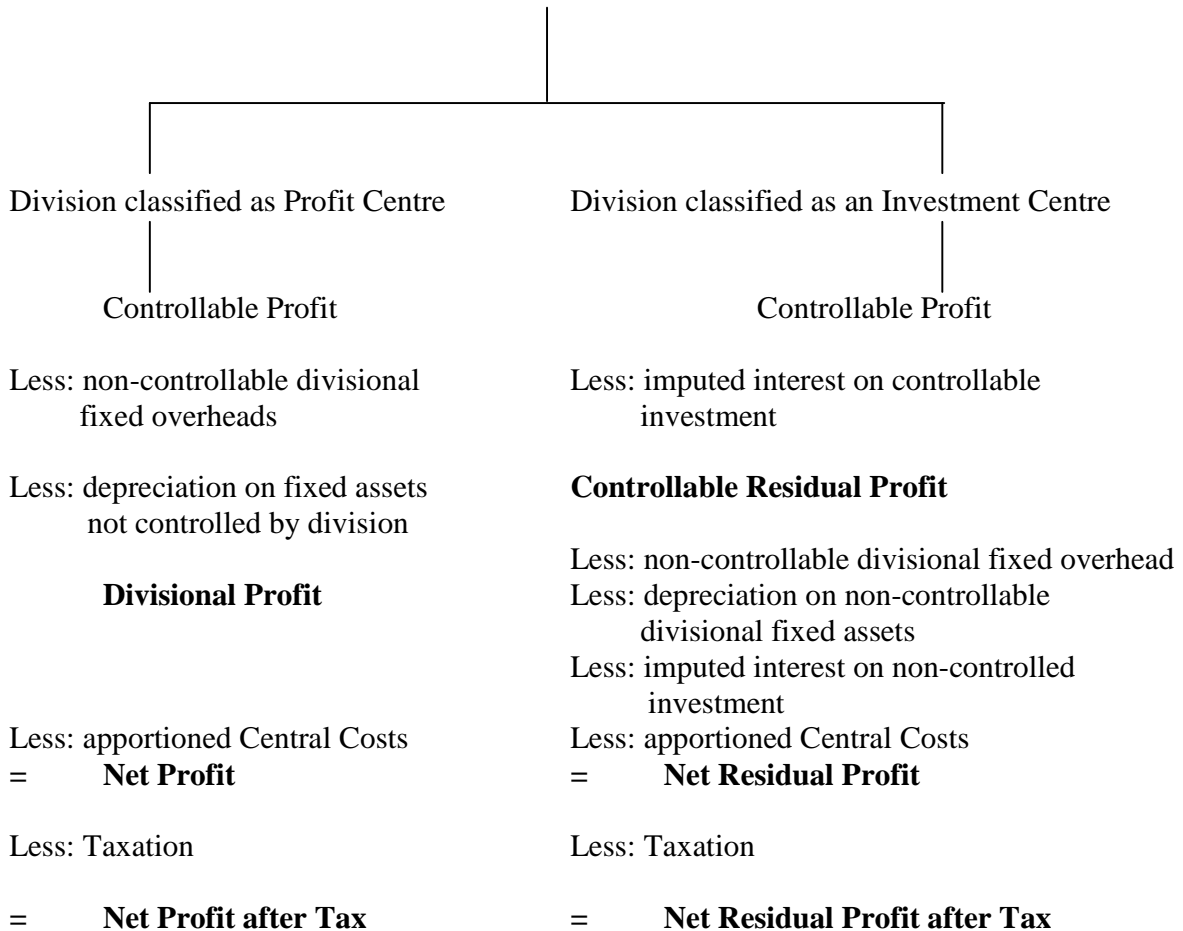 Division classified as Profit Centre
Controllable Profit
Less: non-controllable divisional
fixed overheads
Less: depreciation on fixed assets
not controlled by division
Divisional Profit
Less: apportioned Central Costs
= Net Profit
Less: Taxation
= Net Profit after Tax
Division classified as an Investment Centre
Controllable Profit
Less: imputed interest on controllable
investment
Controllable Residual Profit
Less: non-controllable divisional fixed overhead
Less: depreciation on non-controllable
divisional fixed assets
Less: imputed interest on non-controlled
investment
Less: apportioned Central Costs
= Net Residual Profit
Less: Taxation
= Net Residual Profit after Tax